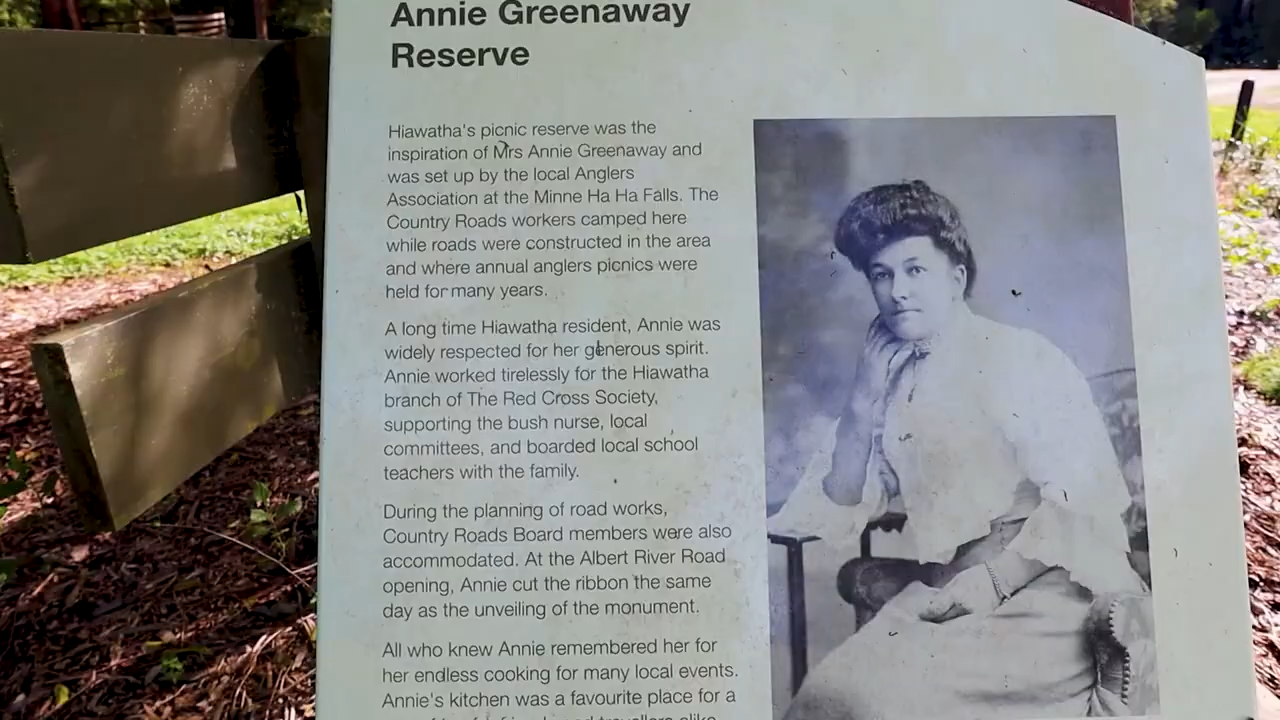 Annie Greenaway
Reserve
Hiawatha's picnic reserve was the
inspiration of Mrs Annie Greenaway and
was set up by the local Anglers
Association at the Minne Ha Ha Falls. The
Country Roads workers camped here
while roads were constructed in the area
and where annual anglers picnics were
held for many years.
A long time Hiawatha resident, Annie was
widely respected for her generous spirit.
Annie worked tirelessly for the Hiawatha
branch of The Red Cross Society,
supporting the bush nurse, local
committees, and boarded local school
teachers with the family.
During the planning of road works,
Country Roads Board members were also
accommodated. At the Albert River Road
opening, Annie cut the ribbon the same
day as the unveiling of the monument.
All who knew Annie remembered her for
her endless cooking for many local events.
Annie's kitchen was a favourite place for a
travellers alike